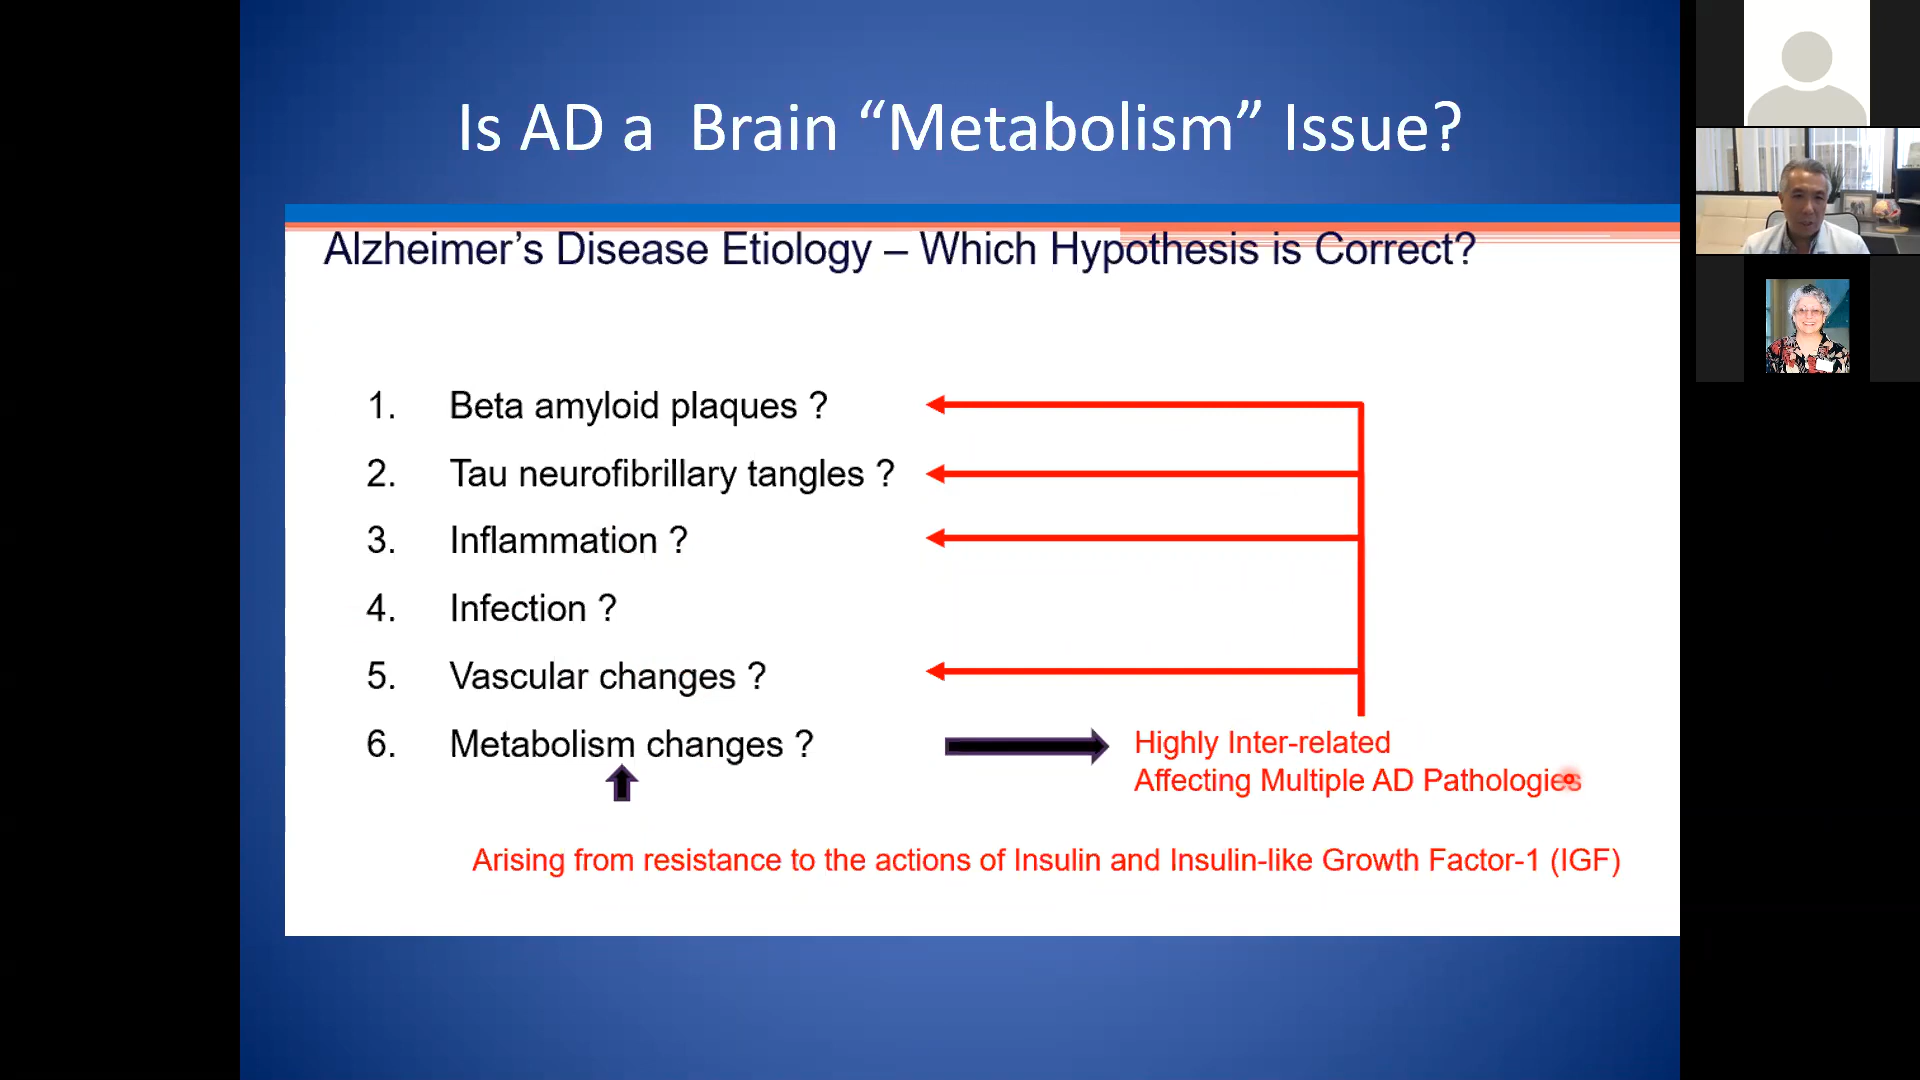 Is AD a  Brain “Metabolism” Issue?
Alzheimer’s Disease Etiology – Which Hypothesis is Correct?
1. Beta amyloid plaques ?
2. Tau neurofibrillary tangles ?
3. Inflammation ?
4. Infection ?
5. Vascular changes ?
6. Metabolism changes ?
Highly Inter-related
Affecting Multiple AD Pathologies
Arising from resistance to the actions of Insulin and Insulin-like Growth Factor-1 (IGF)